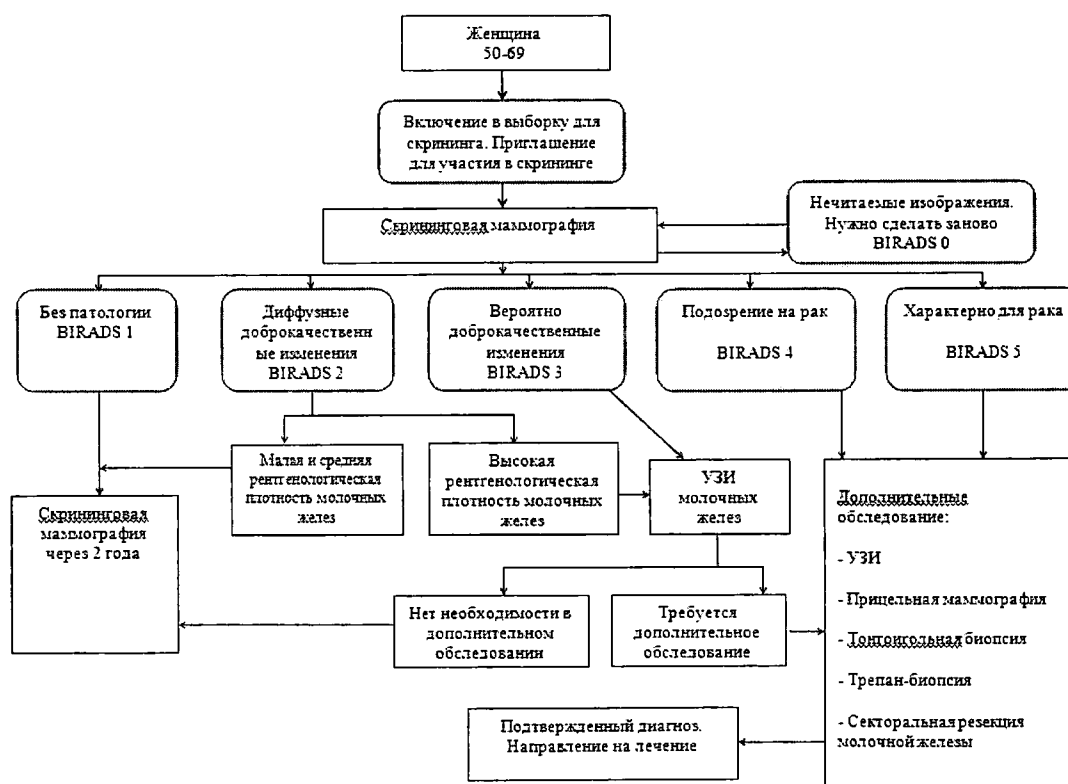 Женщина
50-69
Включение в выборку для
скрининга. Приглашение
для участия в скрининге
Скрининговая маммография
Нечитаемые изображения.
Нужно сделать заново
BIRADS 0
Без патологии
BIRADS 1
Диффузные
доброкачественн
ые изменения
BIRADS 2
Вероятно
доброкачественные
изменения
BIRADS 3
Подозрение на рак
BIRADS 4
Характерно для рака
BIRADS 5
Малая и средняя
рентгенологическая
плотность молочных
желез
Высокая
рентгенологическая
плотность молочных
желез
УЗИ
молочных
желез
Скрининговая
маммография
через 2 года
Нет необходимости в
дополнительном
обследовании
Требуется
дополнительное
обследование
Дополнительные
обследование:
- УЗИ
- Прицельная маммография
- Тонгоигольная биопсия
- Трепан-биопсия
- Секторальная резекция
молочной железы
Подтвержденный диагноз.
Направление на лечение